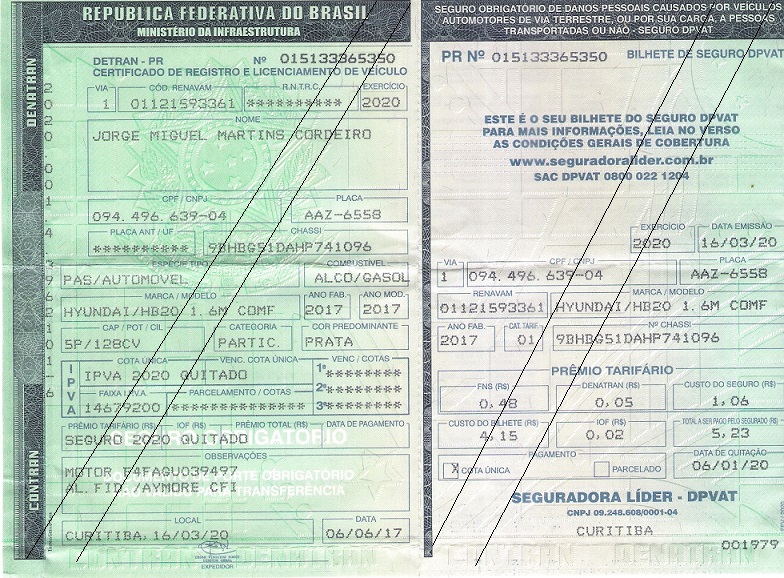 REPÚBLICA FEDERATIVA DO BRASIL
MINISTÉRIO DA INFRAESTRUTURA
DENATRAN
CONTRAN
DETRAN - PR Nº 015133365350
CERTIFICADO DE REGISTRO E LICENCIAMENTO DE VEÍCULO
VIA CÓD. RENAVAM R.N.T.R.C. EXERCÍCIO
1 01121593361 ********* 2020
NOME
JORGE MIGUEL MARTINS CORDEIRO
CPF / CNPJ PLACA
094.496.639-04 AAZ-6558
PLACA ANT / UF CHASSI
********* 9BHBG51DAHP741096
ESPÉCIE TIPO COMBUSTÍVEL
PAS/AUTOMOVEL ALCO/GASOL
MARCA / MODELO ANO FAB. ANO MOD.
HYUNDAI/HB20 1.6M COMF 2017 2017
CAP / POT / CIL CATEGORIA COR PREDOMINANTE
5P/128CV PARTIC. PRATA
IPVA
COTA ÚNICA VENC. COTA ÚNICA VENC / COTAS
IPVA 2020 QUITADO 1ª ********
FAIXA I.P.V.A. PARCELAMENTO / COTAS 2ª ********
14679200 ********** 3ª ********
PRÊMIO TARIFÁRIO (R$) IOF (R$) PRÊMIO TOTAL (R$) DATA DE PAGAMENTO
SEGURO 2020 QUITADO
OBSERVAÇÕES
MOTOR F4FAGU039497
AL.FID./AYMORE CFI
OBRIGATÓRIO
TRANSFERÊNCIA
LOCAL DATA
CURITIBA, 16/03/20 06/06/17
EXPEDIDOR
SEGURO OBRIGATÓRIO DE DANOS PESSOAIS CAUSADOS POR VEÍCULOS
AUTOMOTORES DE VIA TERRESTRE, OU POR SUA CARGA, A PESSOAS
TRANSPORTADAS OU NÃO - SEGURO DPVAT
PR Nº 015133365350 BILHETE DE SEGURO DPVAT
ESTE É O SEU BILHETE DO SEGURO DPVAT
PARA MAIS INFORMAÇÕES, LEIA NO VERSO
AS CONDIÇÕES GERAIS DE COBERTURA
www.seguradoralíder.com.br
SAC DPVAT 0800 022 1204
EXERCÍCIO DATA EMISSÃO
2020 16/03/20
VIA CPF / CNPJ PLACA
1 094.496.639-04 AAZ-6558
RENAVAM MARCA / MODELO
01121593361 HYUNDAI/HB20 1.6M COMF
ANO FAB. CAT. TARIF. Nº CHASSI
2017 01 9BHBG51DAHP741096
PRÊMIO TARIFÁRIO
FNS (R$) DENATRAN (R$) CUSTO DO SEGURO (R$)
0,48 0,05 1,06
CUSTO DO BILHETE (R$) IOF (R$) TOTAL A SER PAGO PELO SEGURADO (R$)
4,15 0,02 5,23
PAGAMENTO DATA DE QUITAÇÃO
X COTA ÚNICA PARCELADO 06/01/20
SEGURADORA LÍDER - DPVAT
CNPJ 09.248.608/0001-04
CURITIBA
001979
CONTRAN DENATRAN